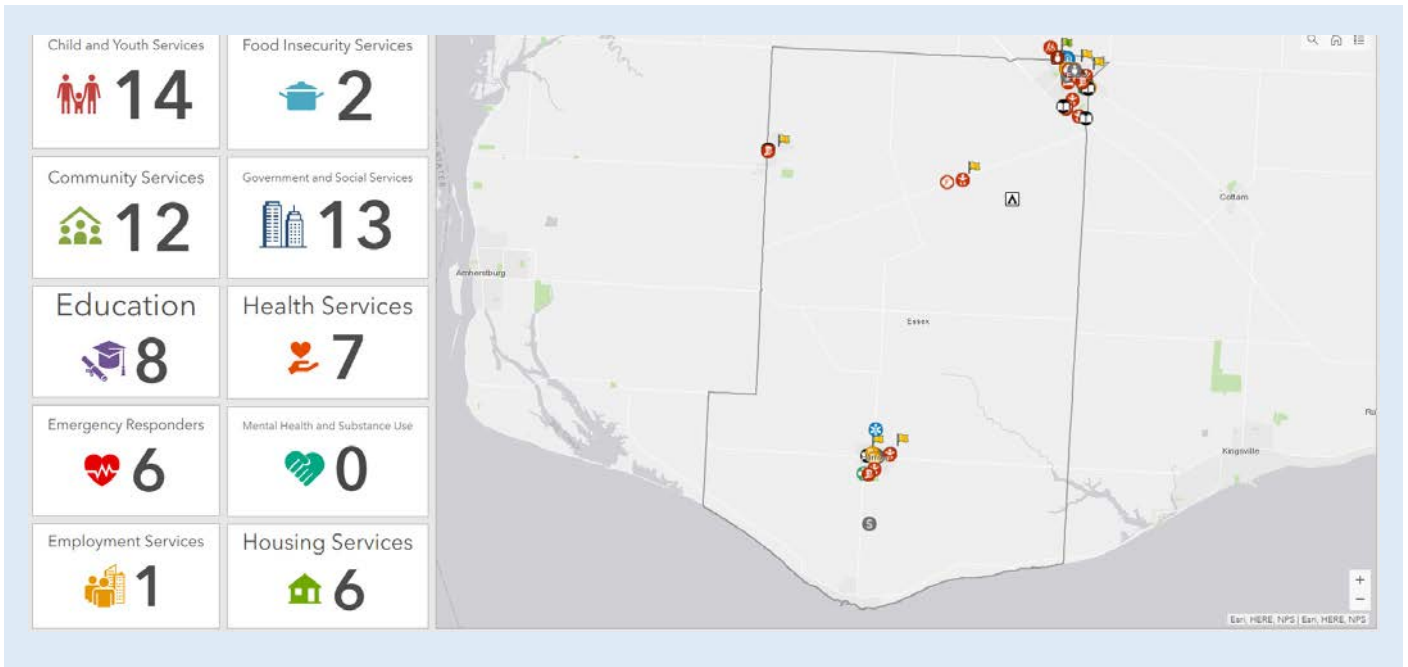 Child and Youth Services
14
Food Insecurity Services
2
Community Services
12
Government and Social Services
13
Education
8
Health Services
7
Emergency Responders
6
Mental Health and Substance Use
0
Employment Services
1
Housing Services
6
Cottam
Amherstburg
Essex
Ru
Kingsville
S
+
−
Esri, HERE, NPS | Esri, HERE, NPS